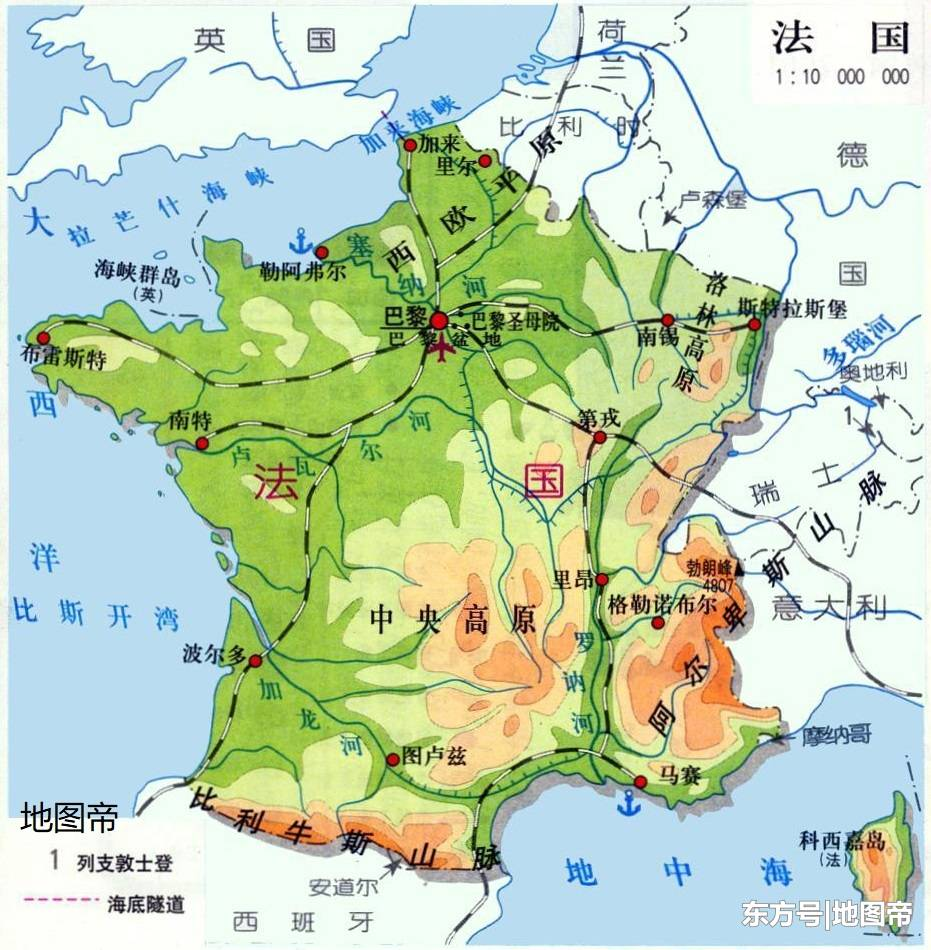 法国
1:10 000 000
英国
荷兰
比利时
德国
卢森堡
加来海峡
加来
里尔
西欧平原
大西洋
拉芒什海峡
海峡群岛
(英)
勒阿弗尔
塞纳河
洛林高原
巴黎
巴黎圣母院
巴黎盆地
南锡
斯特拉斯堡
多瑙河
奥地利
1
布雷斯特
南特
卢瓦尔河
第戎
法国
瑞士
阿尔卑斯山脉
勃朗峰
4807
意大利
比斯开湾
中央高原
里昂
格勒诺布尔
罗讷河
波尔多
加龙河
图卢兹
马赛
摩纳哥
比利牛斯山脉
安道尔
西班牙
地中海
科西嘉岛
(法)
地图帝
1 列支敦士登
海底隧道
东方号|地图帝